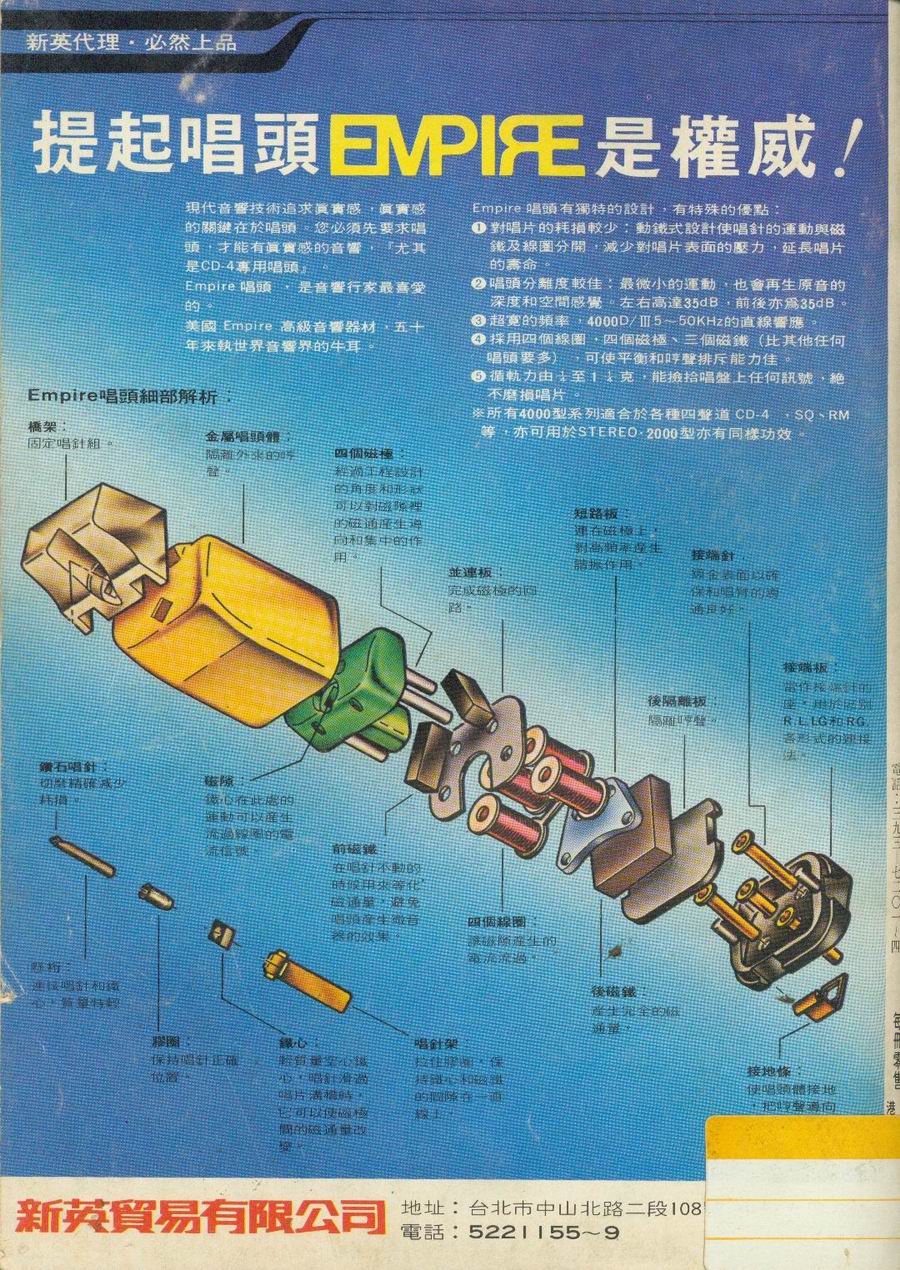 新英代理・必然上品
提起唱頭EMPIRE是權威！
現代音響技術追求眞實感，眞實感
的關鍵在於唱頭。您必須先要求唱
頭，才能有眞實感的音響，『尤其
是CD-4專用唱頭』。
Empire 唱頭，是音響行家最喜愛
的。
美國 Empire 高級音響器材，五十
年來執世界音響界的牛耳。
Empire 唱頭有獨特的設計，有特殊的優點：
❶對唱片的耗損較少：動鐵式設計使唱針的運動與磁
鐵及線圈分開，減少對唱片表面的壓力，延長唱片
的壽命。
❷唱頭分離度較佳：最微小的運動，也會再生原音的
深度和空間感覺。左右高達35dB，前後亦爲35dB。
❸超寬的頻率，4000D/Ⅲ5～50KHz的直線響應。
❹採用四個線圈，四個磁極、三個磁鐵（比其他任何
唱頭要多），可使平衡和哼聲排斥能力佳。
❺循軌力由¼至1¼克，能撿拾唱盤上任何訊號，絶
不磨損唱片。
※所有4000型系列適合於各種四聲道 CD-4 、SQ、RM
等，亦可用於STEREO・2000型亦有同樣功效。
Empire唱頭細部解析：
橋架：
固定唱針組。
金屬唱頭體：
隔離外來的哼
聲。
四個磁極：
經過工程設計
的角度和形狀
可以對磁隙裡
的磁通產生導
向和集中的作
用。
並連板：
完成磁極的回
路。
短路板：
連在磁極上，
對高頻率產生
諧振作用。
接端針
鍍金表面以確
保和唱臂的導
通良好。
後隔離板：
隔離哼聲。
接端板：
當作接端針的
座，用於區別
R.L.LG和RG
各形式的連接
法。
鑽石唱針：
切磨精確減少
耗損。
磁隙：
鐵心在此處的
運動可以產生
流過線圈的電
流信號
前磁鐵：
在唱針不動的
時候用來等化
磁通量，避免
唱頭產生微音
器的效果
四個線圈：
讓磁隙產生的
電流流過。
後磁鐵：
產生完全的磁
通量。
懸桁：
連接唱針和鐵
心，質量特輕
膠圈：
保持唱針正確
位置
鐵心：
輕質量空心鐵
心，唱針滑過
唱片溝槽時，
它可以使磁極
間的磁通量改
變。
唱針架
拉住膠圈，保
持鐵心和磁鐵
的間隙在一直
線上
接地條：
使唱頭體接地
，把哼聲導向
新英貿易有限公司
地址：台北市中山北路二段108
電話：5221155～9
每冊零售
港